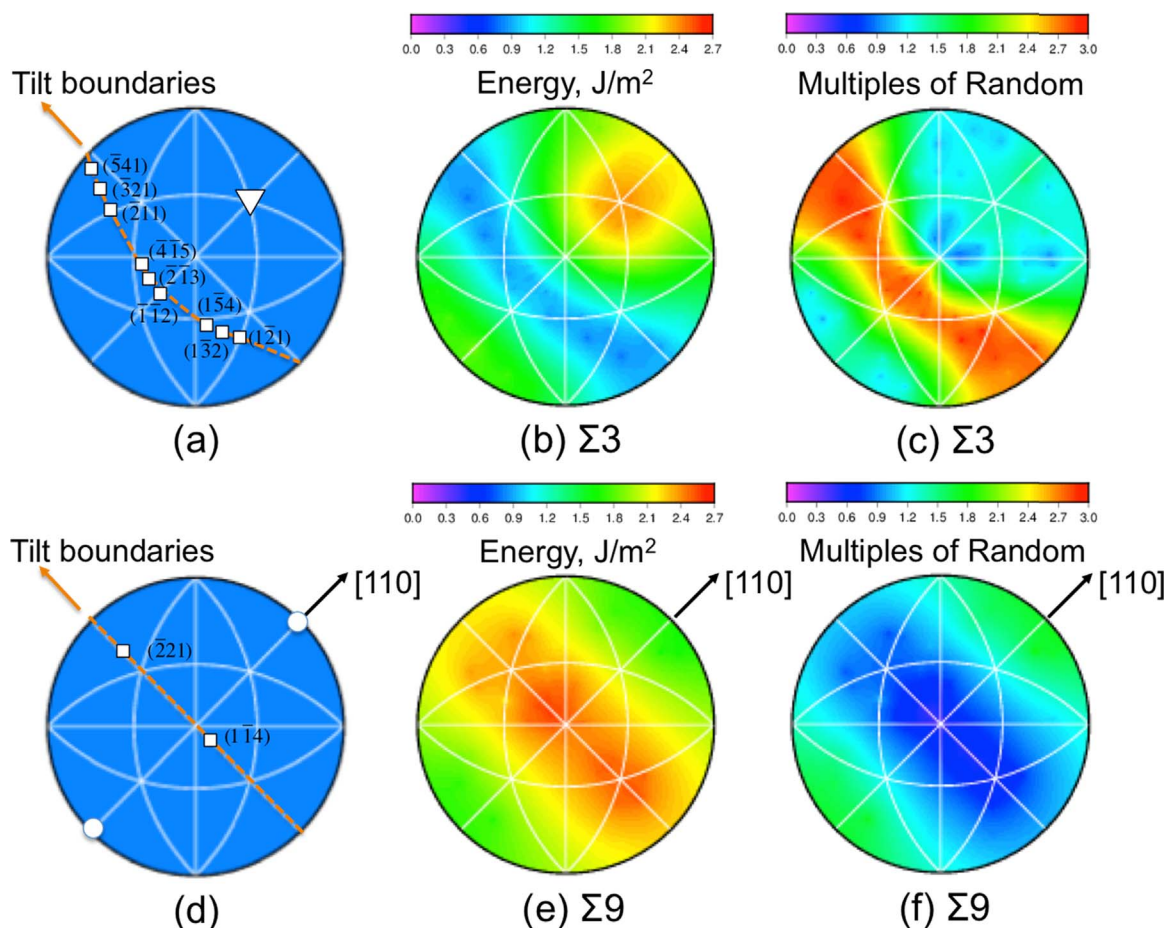 0.0 0.3 0.6 0.9 1.2 1.5 1.8 2.1 2.4 2.7
0.0 0.3 0.6 0.9 1.2 1.5 1.8 2.1 2.4 2.7 3.0
Tilt boundaries
Energy, J/m²
Multiples of Random
(5̅41)
(3̅21)
(2̅11)
(4̅1̅5)
(2̅1̅3)
(1̅1̅2)
(15̅4)
(13̅2)
(12̅1)
(a)
(b) Σ3
(c) Σ3
0.0 0.3 0.6 0.9 1.2 1.5 1.8 2.1 2.4 2.7
0.0 0.3 0.6 0.9 1.2 1.5 1.8 2.1 2.4 2.7 3.0
Tilt boundaries
Energy, J/m²
Multiples of Random
[110]
[110]
[110]
(2̅21)
(11̅4)
(d)
(e) Σ9
(f) Σ9